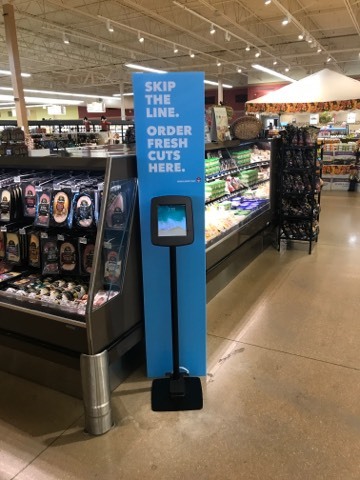 SKIP
THE
LINE.
ORDER
FRESH
CUTS
HERE.